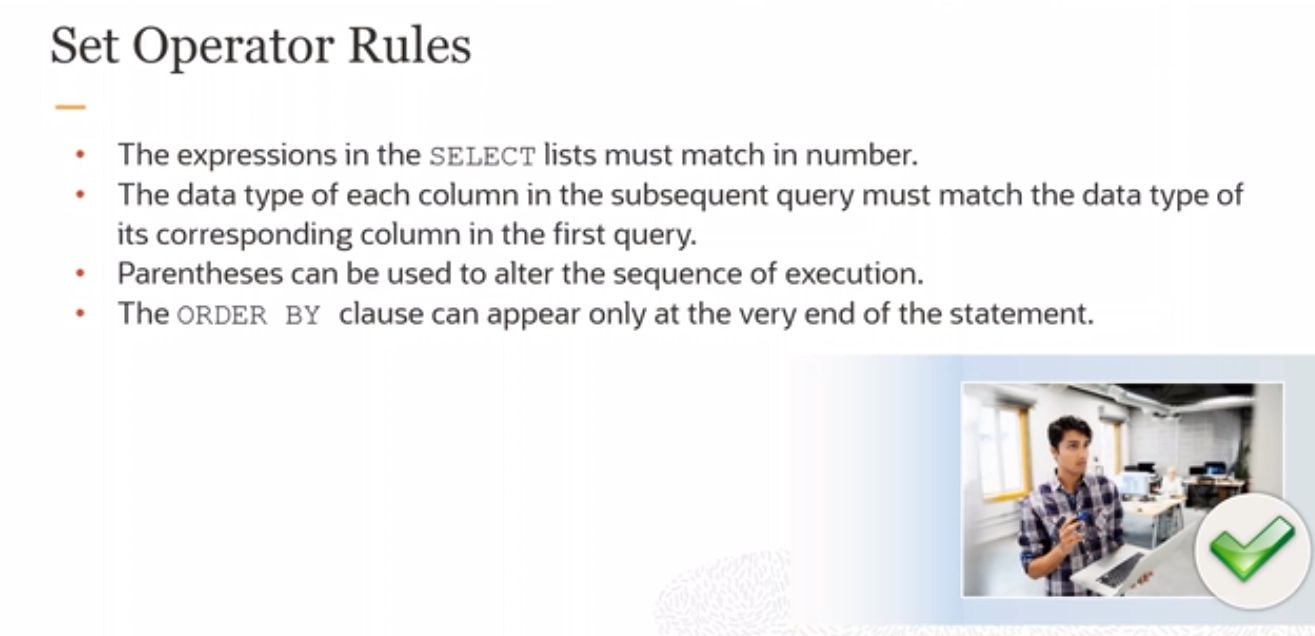 Set Operator Rules
• The expressions in the SELECT lists must match in number.
• The data type of each column in the subsequent query must match the data type of
its corresponding column in the first query.
• Parentheses can be used to alter the sequence of execution.
• The ORDER BY clause can appear only at the very end of the statement.